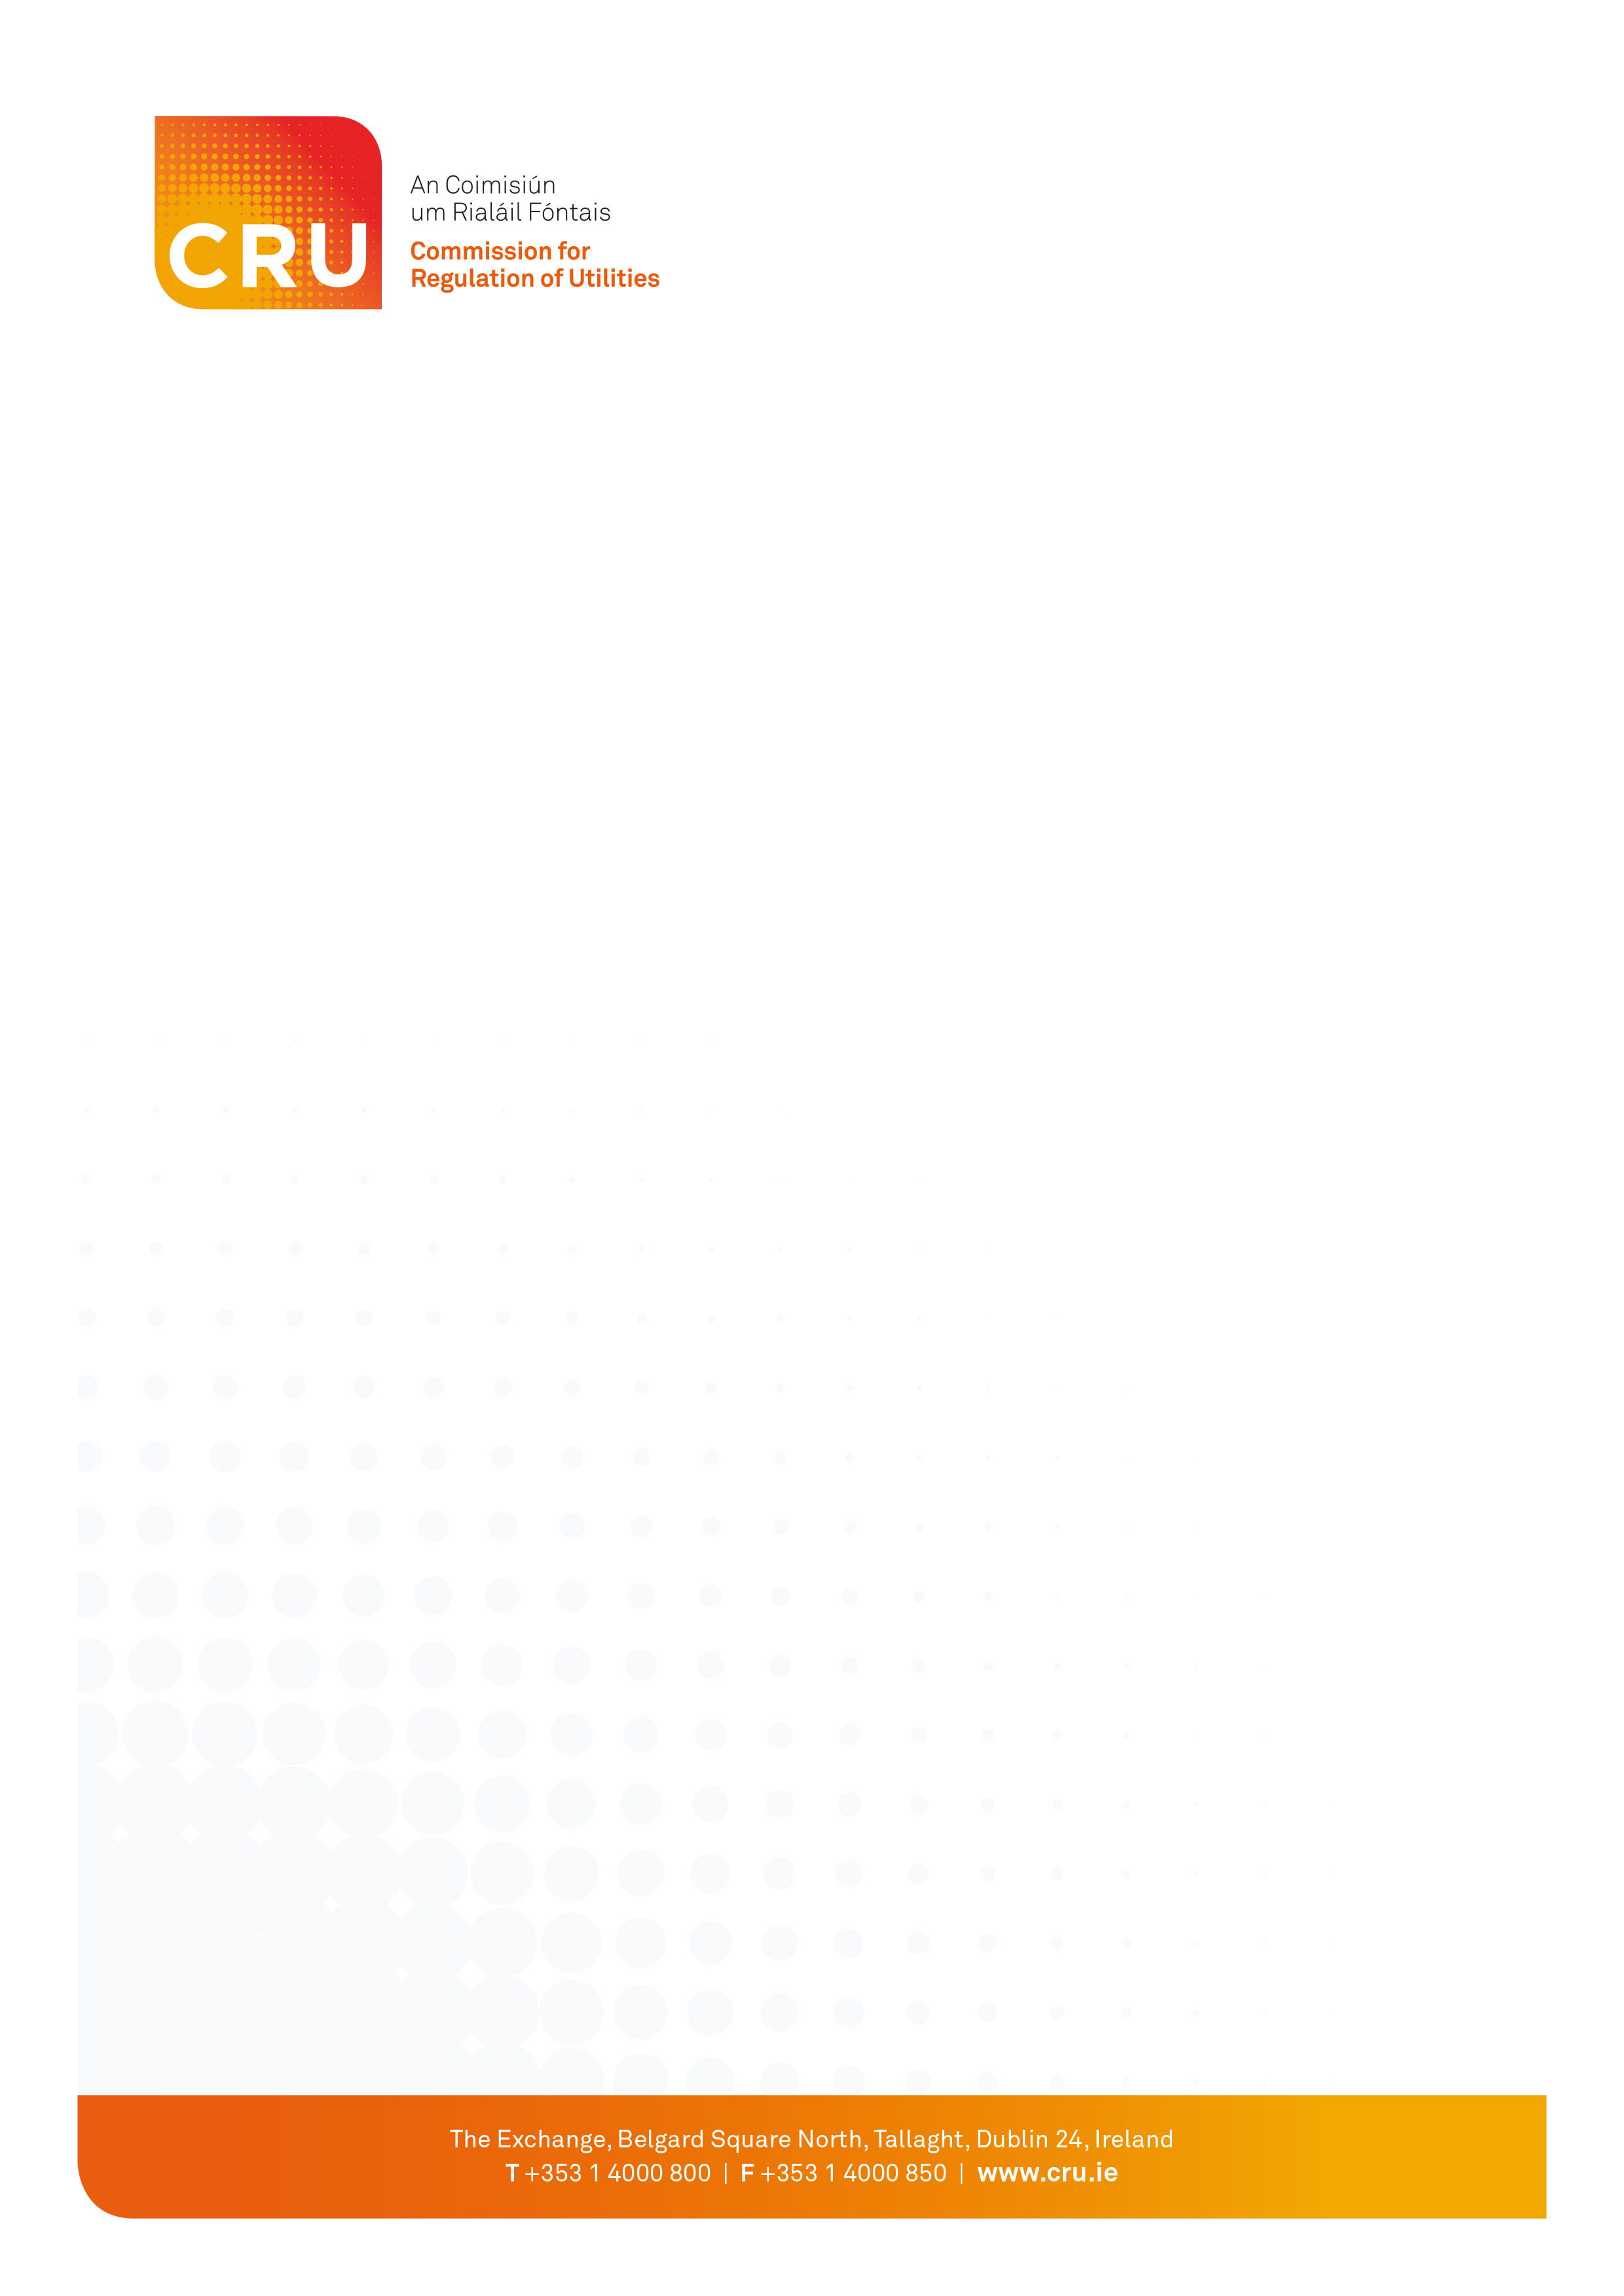 CRU
An Coimisiún
um Rialáil Fóntais
Commission for
Regulation of Utilities
The Exchange, Belgard Square North, Tallaght, Dublin 24, Ireland
T +353 1 4000 800 | F +353 1 4000 850 | www.cru.ie